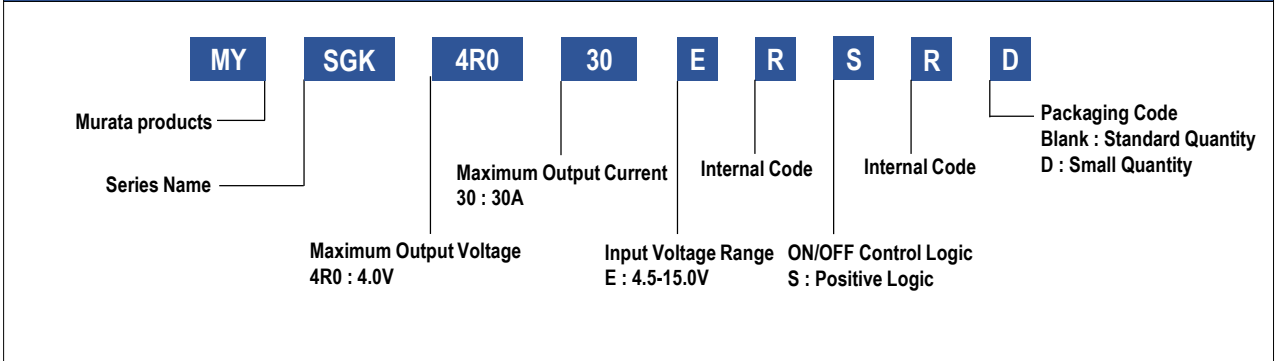 MY SGK 4R0 30 E R S R D
Murata products
Series Name
Maximum Output Voltage
4R0 : 4.0V
Maximum Output Current
30 : 30A
Input Voltage Range
E : 4.5-15.0V
Internal Code
ON/OFF Control Logic
S : Positive Logic
Internal Code
Packaging Code
Blank : Standard Quantity
D : Small Quantity